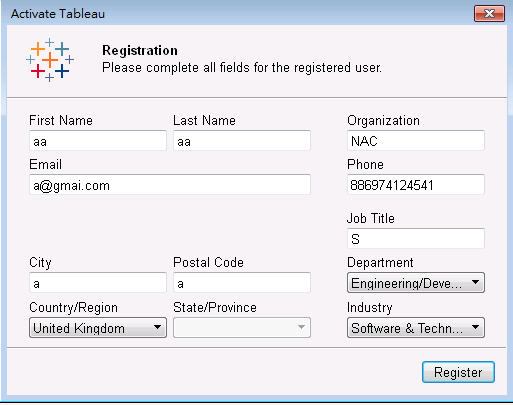 Activate Tableau
Registration
Please complete all fields for the registered user.
First Name
Last Name
Organization
aa
aa
NAC
Email
Phone
a@gmai.com
886974124541
Job Title
S
City
Postal Code
Department
a
a
Engineering/Deve...
Country/Region
State/Province
Industry
United Kingdom
Software & Techn...
Register